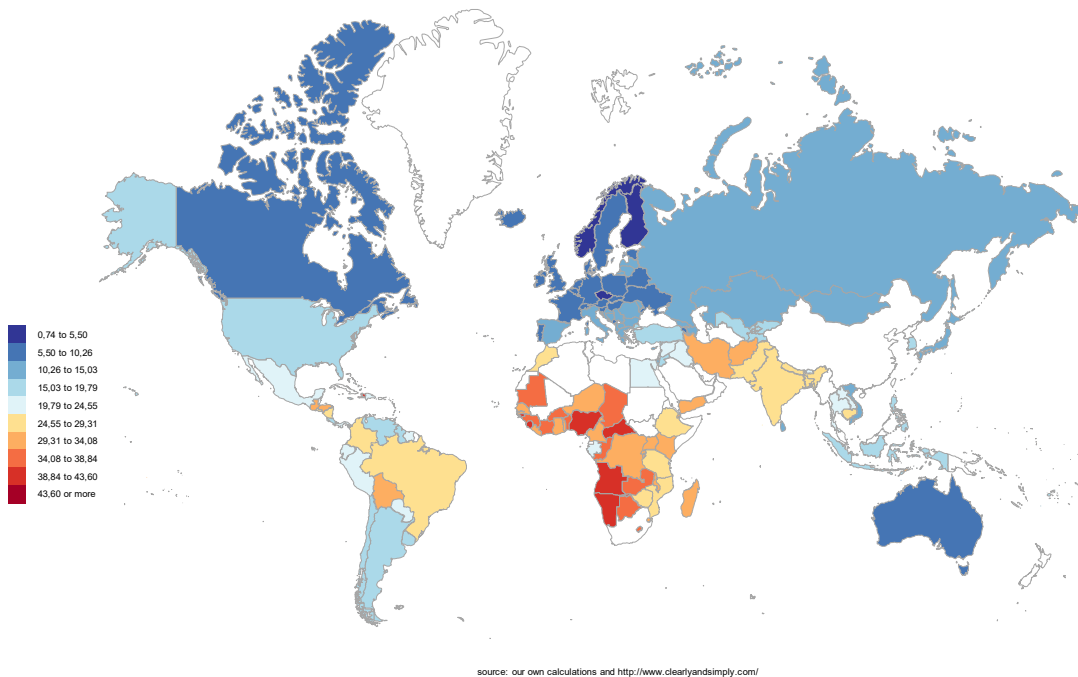 0,74 to 5,50
5,50 to 10,26
10,26 to 15,03
15,03 to 19,79
19,79 to 24,55
24,55 to 29,31
29,31 to 34,08
34,08 to 38,84
38,84 to 43,60
43,60 or more
source: our own calculations and http://www.clearlyandsimply.com/